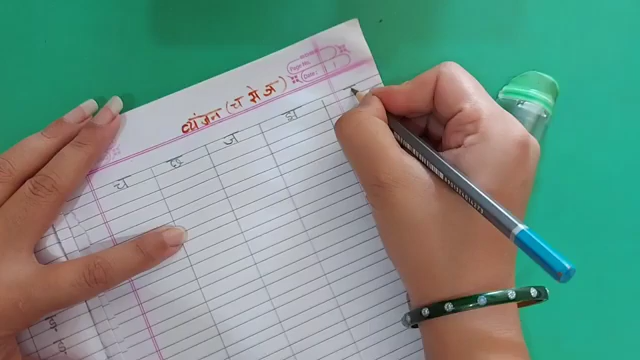 व्यंजन (च से ञ)
Page No.
Date:
च छ ज झ